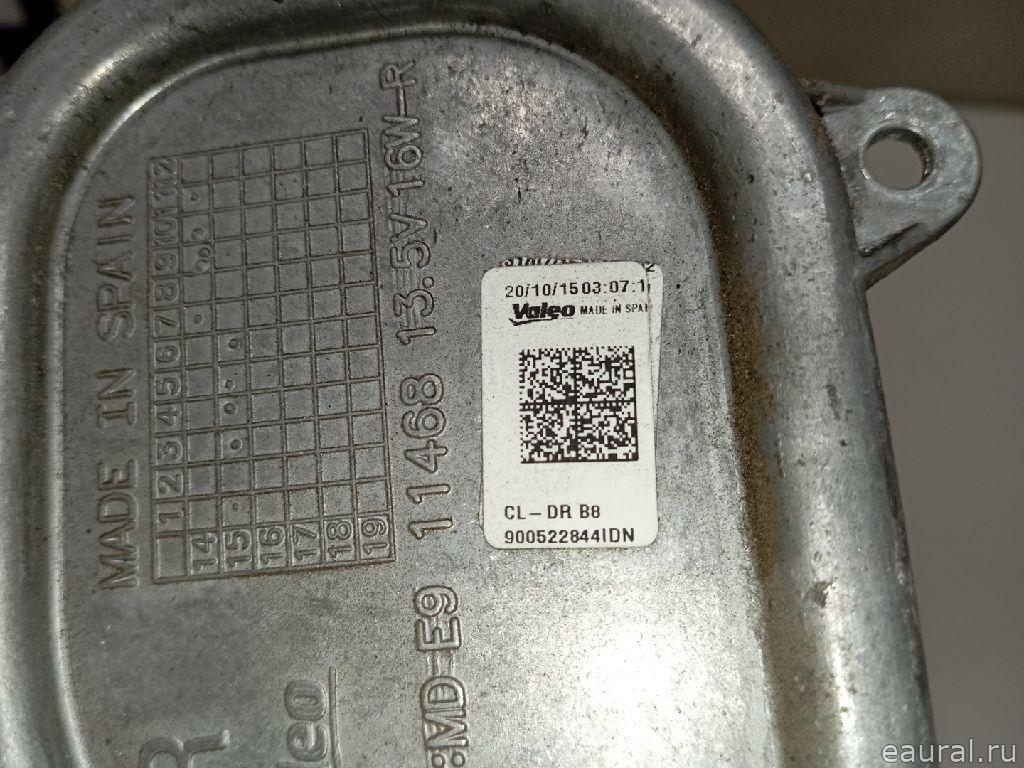 20/10/15 03:07:1
Valeo MADE IN SPAI
CL-DR B8
900522844IDN
MADE IN SPAIN
1 2 3 4 5 6 7 8 9 10 11 12
14
15
16
17
18
19
11468 13.5V 16W-R
:MD-E9
R
leo
eaural.ru